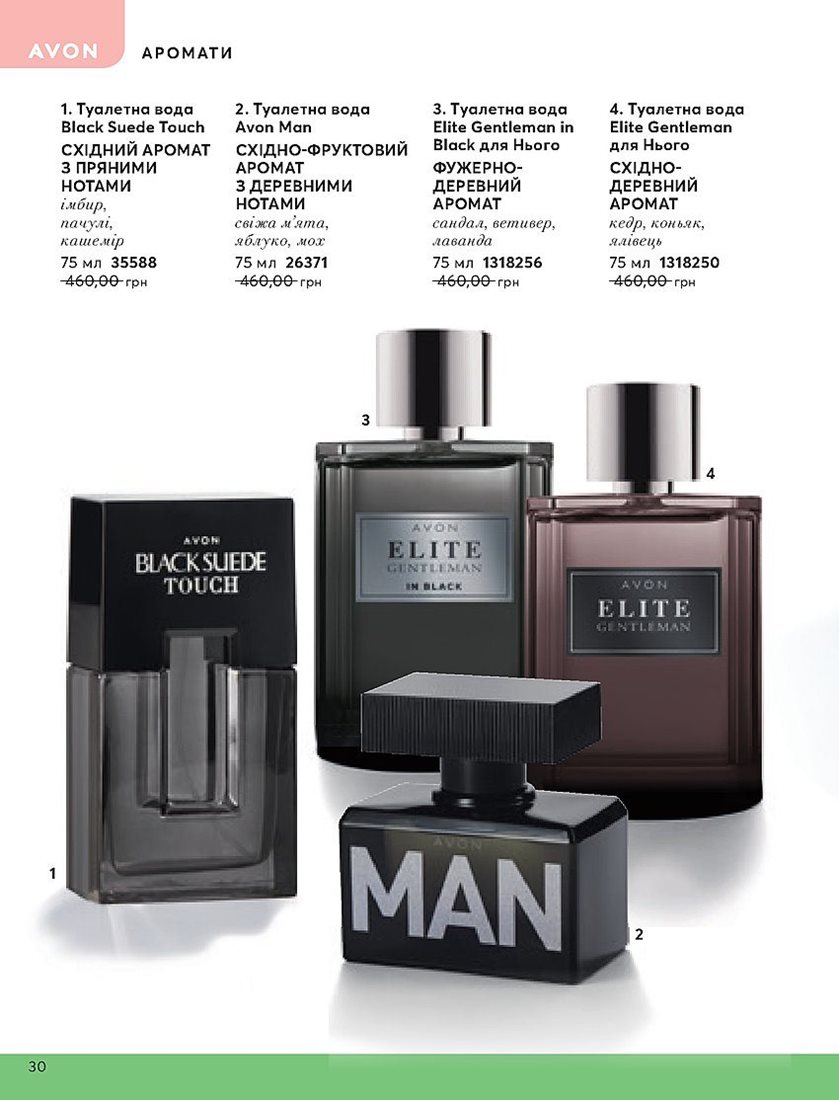 AVON
АРОМАТИ
1. Туалетна вода
Black Suede Touch
СХІДНИЙ АРОМАТ
З ПРЯНИМИ
НОТАМИ
імбир,
пачулі,
кашемір
75 мл 35588
460,00 грн
2. Туалетна вода
Avon Man
СХІДНО-ФРУКТОВИЙ
АРОМАТ
З ДЕРЕВНИМИ
НОТАМИ
свіжа м’ята,
яблуко, мох
75 мл 26371
460,00 грн
3. Туалетна вода
Elite Gentleman in
Black для Нього
ФУЖЕРНО-
ДЕРЕВНИЙ
АРОМАТ
сандал, ветивер,
лаванда
75 мл 1318256
460,00 грн
4. Туалетна вода
Elite Gentleman
для Нього
СХІДНО-
ДЕРЕВНИЙ
АРОМАТ
кедр, коньяк,
ялівець
75 мл 1318250
460,00 грн
3
4
AVON
ELITE
GENTLEMAN
IN BLACK
AVON
BLACK SUEDE
TOUCH
AVON
ELITE
GENTLEMAN
1
AVON
MAN
2
30